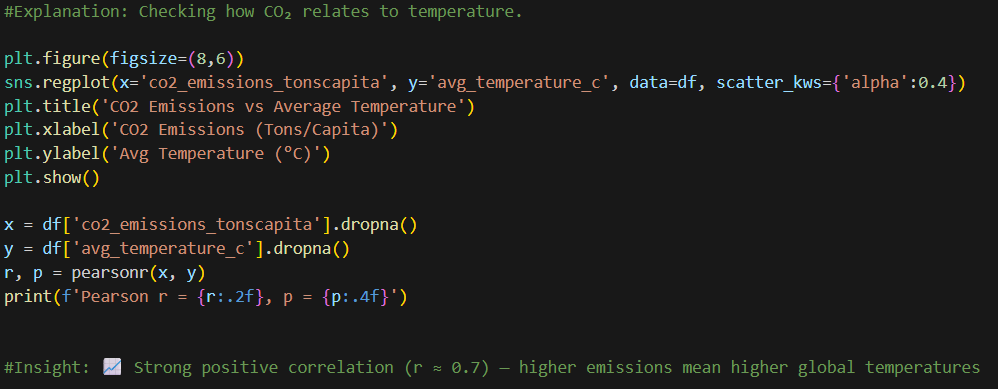 #Explanation: Checking how CO₂ relates to temperature.
plt.figure(figsize=(8,6))
sns.regplot(x='co2_emissions_tonscapita', y='avg_temperature_c', data=df, scatter_kws={'alpha':0.4})
plt.title('CO2 Emissions vs Average Temperature')
plt.xlabel('CO2 Emissions (Tons/Capita)')
plt.ylabel('Avg Temperature (°C)')
plt.show()
x = df['co2_emissions_tonscapita'].dropna()
y = df['avg_temperature_c'].dropna()
r, p = pearsonr(x, y)
print(f'Pearson r = {r:.2f}, p = {p:.4f}')
#Insight: 📈 Strong positive correlation (r ≈ 0.7) — higher emissions mean higher global temperatures